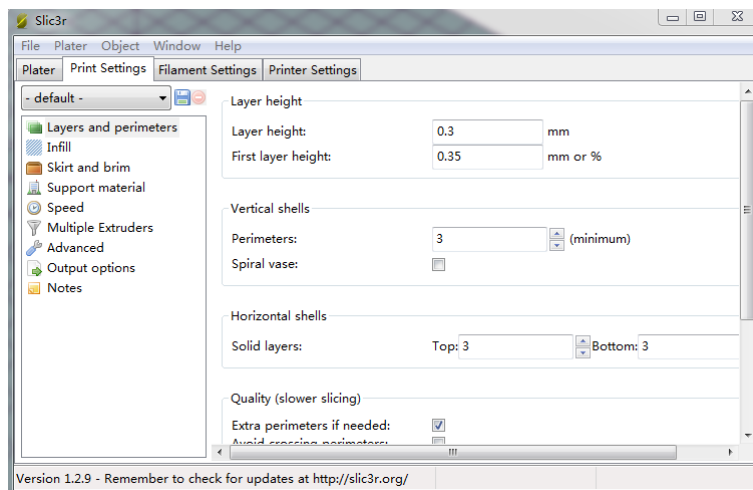 Slic3r
File Plater Object Window Help
Plater Print Settings Filament Settings Printer Settings
- default -
Layers and perimeters
Infill
Skirt and brim
Support material
Speed
Multiple Extruders
Advanced
Output options
Notes
Layer height
Layer height: 0.3 mm
First layer height: 0.35 mm or %
Vertical shells
Perimeters: 3 (minimum)
Spiral vase:
Horizontal shells
Solid layers: Top: 3 Bottom: 3
Quality (slower slicing)
Extra perimeters if needed:
Avoid crossing perimeters:
Version 1.2.9 - Remember to check for updates at http://slic3r.org/